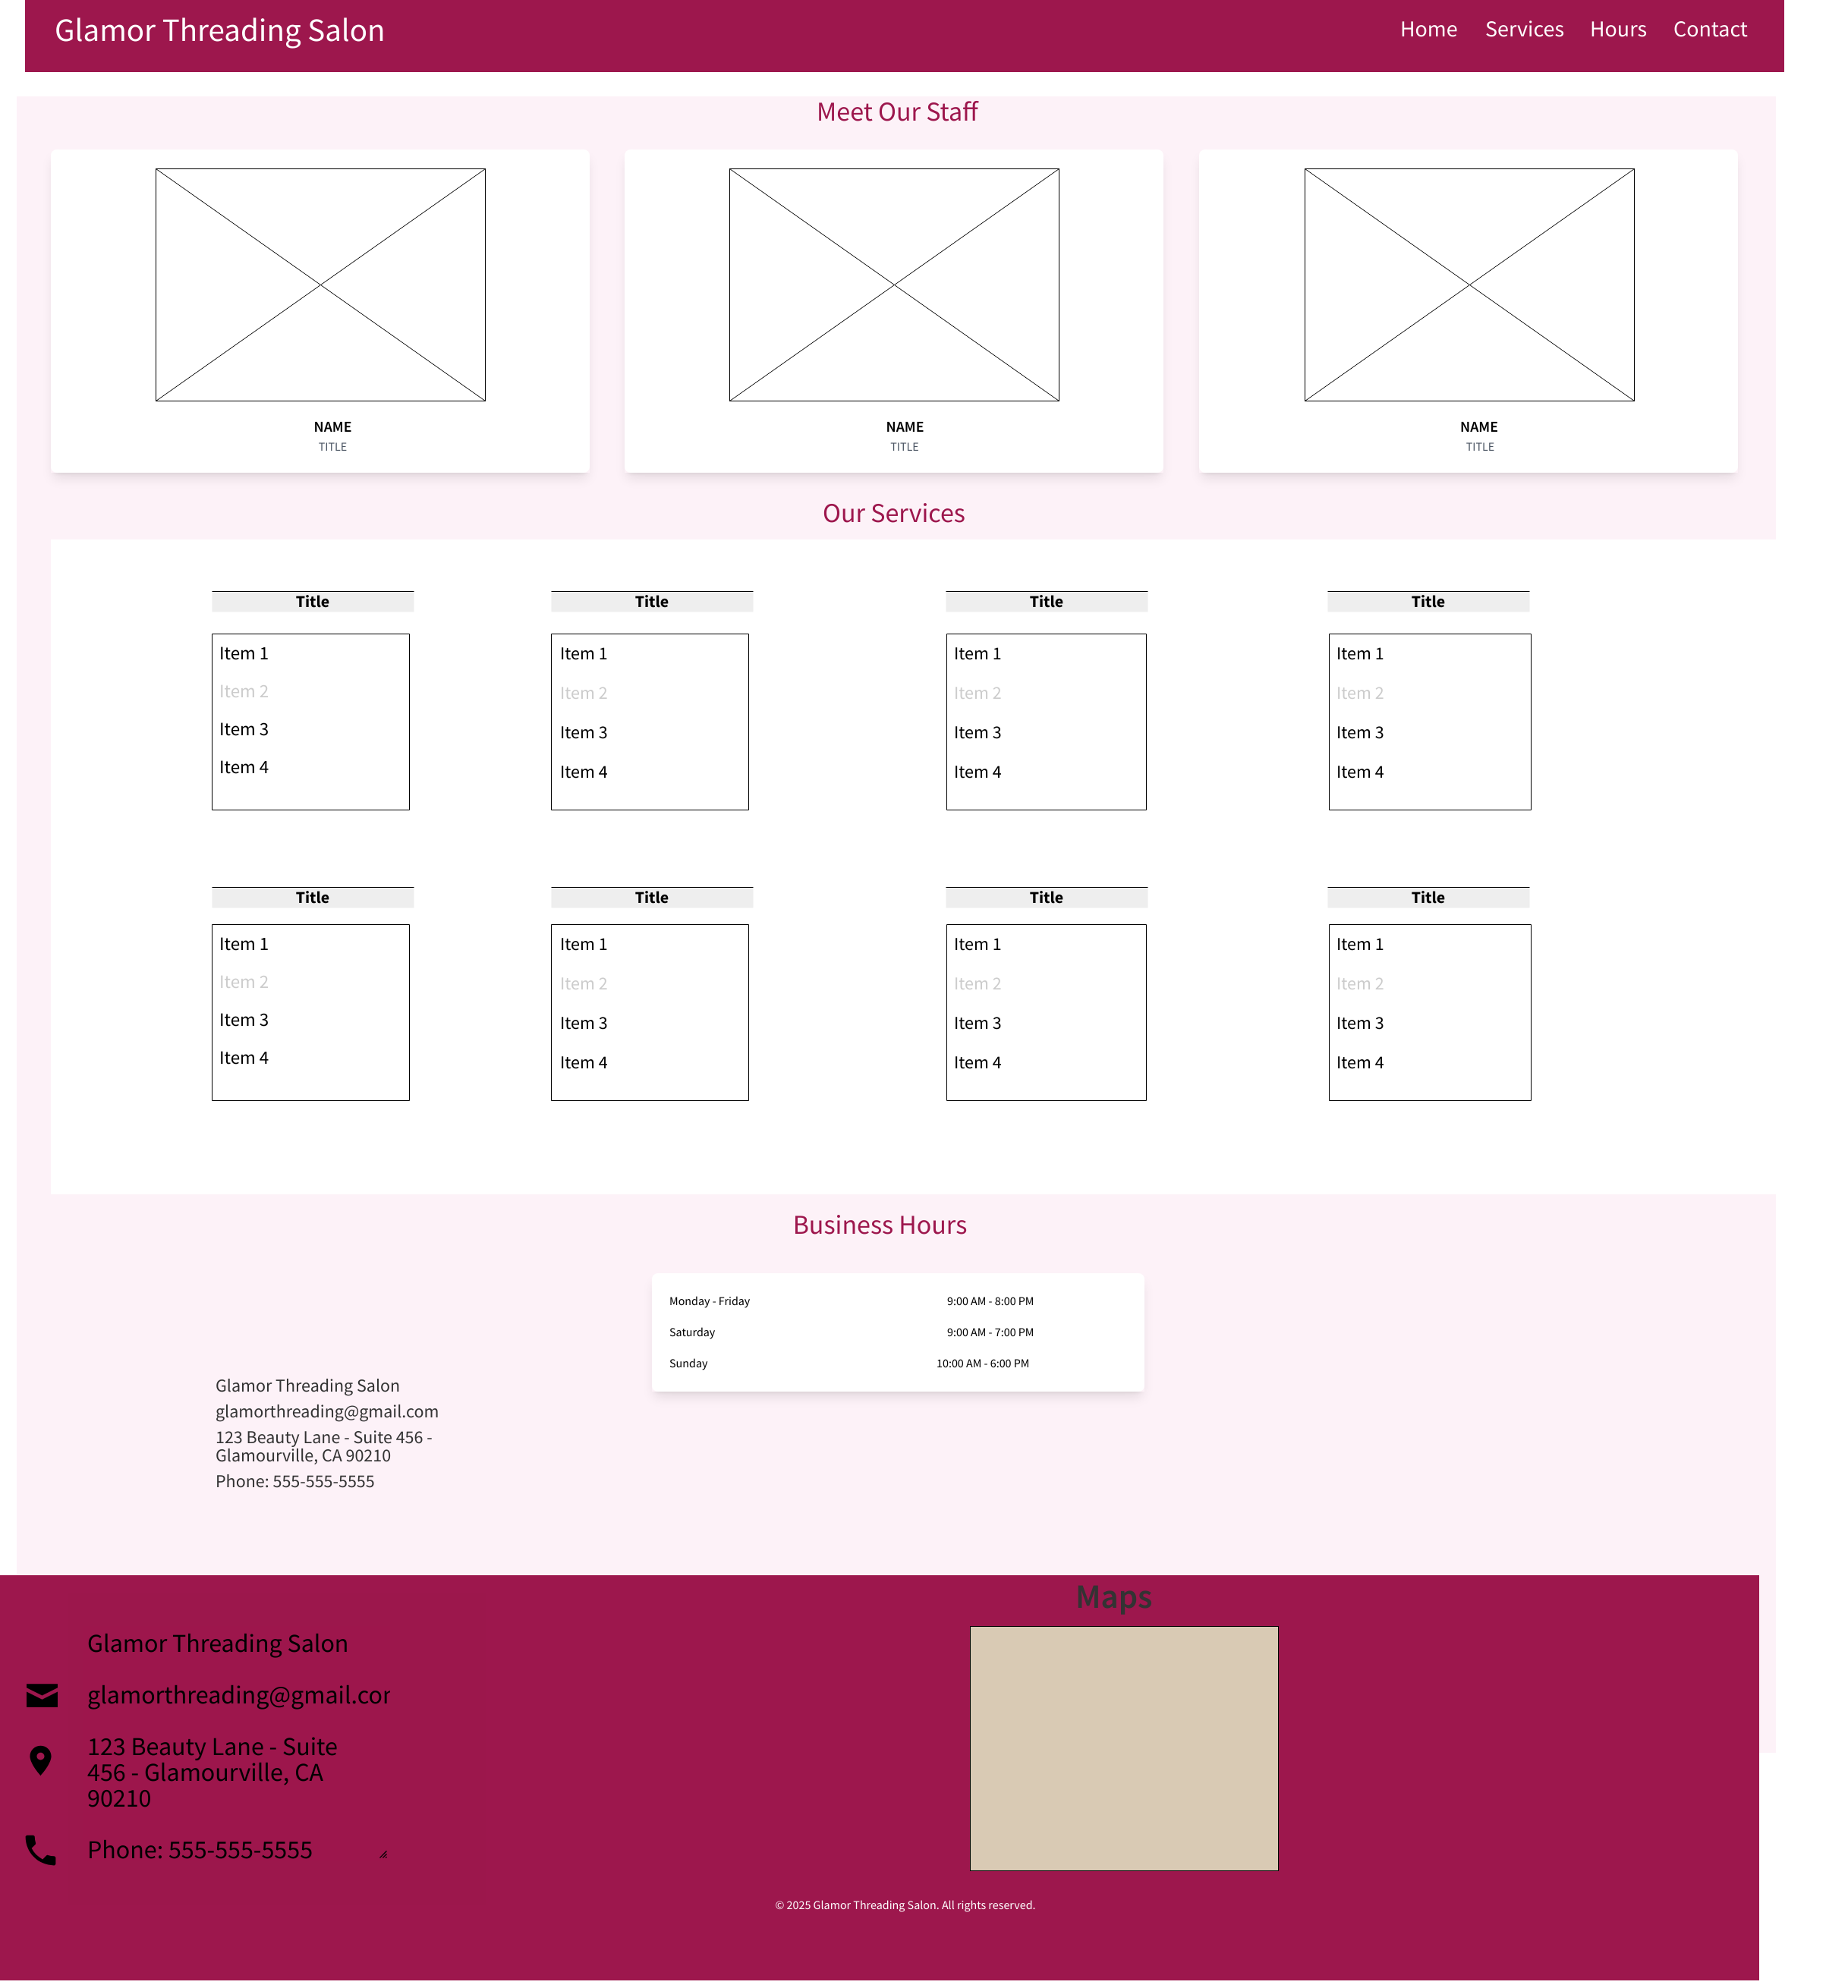 Glamor Threading Salon
Home Services Hours Contact
Meet Our Staff
NAME NAME NAME
TITLE TITLE TITLE
Our Services
Title Title Title Title
Item 1 Item 1 Item 1 Item 1
Item 2 Item 2 Item 2 Item 2
Item 3 Item 3 Item 3 Item 3
Item 4 Item 4 Item 4 Item 4
Title Title Title Title
Item 1 Item 1 Item 1 Item 1
Item 2 Item 2 Item 2 Item 2
Item 3 Item 3 Item 3 Item 3
Item 4 Item 4 Item 4 Item 4
Business Hours
Monday - Friday 9:00 AM - 8:00 PM
Saturday 9:00 AM - 7:00 PM
Sunday 10:00 AM - 6:00 PM
Glamor Threading Salon
glamorthreading@gmail.com
123 Beauty Lane - Suite 456 -
Glamourville, CA 90210
Phone: 555-555-5555
Maps
Glamor Threading Salon
glamorthreading@gmail.cor
123 Beauty Lane - Suite
456 - Glamourville, CA
90210
Phone: 555-555-5555
© 2025 Glamor Threading Salon. All rights reserved.